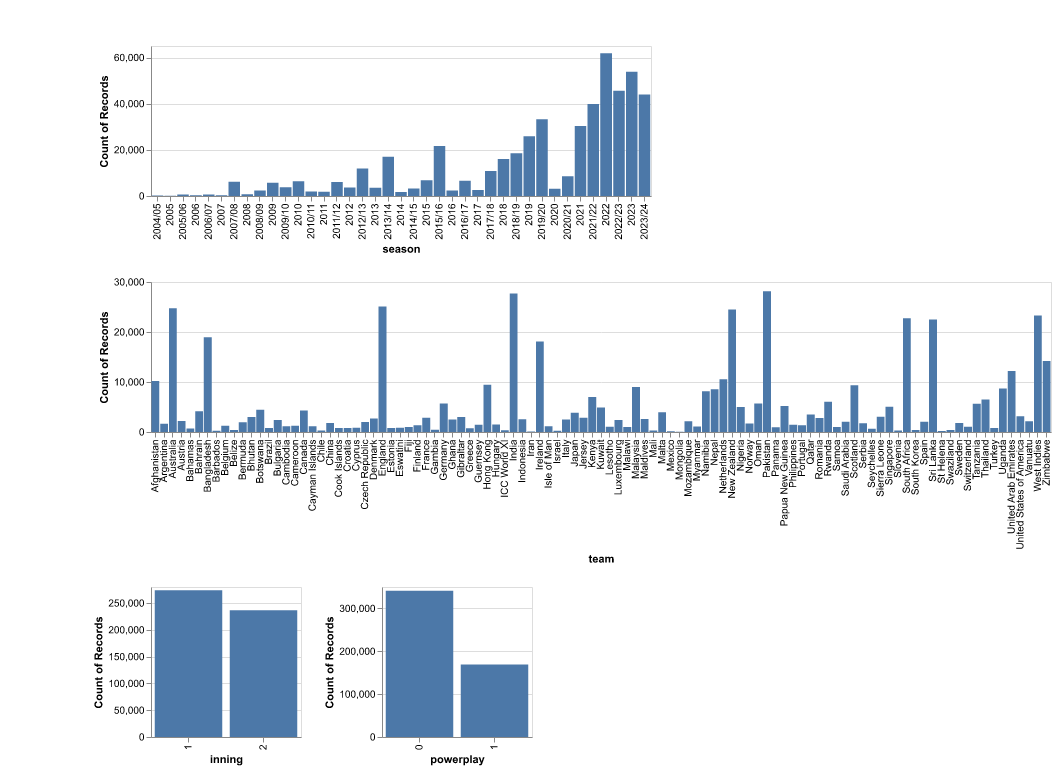 60,000
40,000
20,000
0
Count of Records
2004/05
2005
2005/06
2006
2006/07
2007
2007/08
2008
2008/09
2009
2009/10
2010
2010/11
2011
2011/12
2012
2012/13
2013
2013/14
2014
2014/15
2015
2015/16
2016
2016/17
2017
2017/18
2018
2018/19
2019
2019/20
2020
2020/21
2021
2021/22
2022
2022/23
2023
2023/24
season
30,000
20,000
10,000
0
Count of Records
Afghanistan
Argentina
Australia
Austria
Bahamas
Bahrain
Bangladesh
Barbados
Belgium
Belize
Bermuda
Bhutan
Botswana
Brazil
Bulgaria
Cambodia
Cameroon
Canada
Cayman Islands
Chile
China
Cook Islands
Croatia
Cyprus
Czech Republic
Denmark
England
Estonia
Eswatini
Fiji
Finland
France
Gambia
Germany
Ghana
Gibraltar
Greece
Guernsey
Hong Kong
Hungary
ICC World XI
India
Indonesia
Iran
Ireland
Isle of Man
Israel
Italy
Japan
Jersey
Kenya
Kuwait
Lesotho
Luxembourg
Malawi
Malaysia
Maldives
Mali
Malta
Mexico
Mongolia
Mozambique
Myanmar
Namibia
Nepal
Netherlands
New Zealand
Nigeria
Norway
Oman
Pakistan
Panama
Papua New Guinea
Philippines
Portugal
Qatar
Romania
Rwanda
Samoa
Saudi Arabia
Scotland
Serbia
Seychelles
Sierra Leone
Singapore
Slovenia
South Africa
South Korea
Spain
Sri Lanka
St Helena
Swaziland
Sweden
Switzerland
Tanzania
Thailand
Turkey
Uganda
United Arab Emirates
United States of America
Vanuatu
West Indies
Zimbabwe
team
250,000
200,000
150,000
100,000
50,000
0
Count of Records
1
2
inning
300,000
200,000
100,000
0
Count of Records
0
1
powerplay